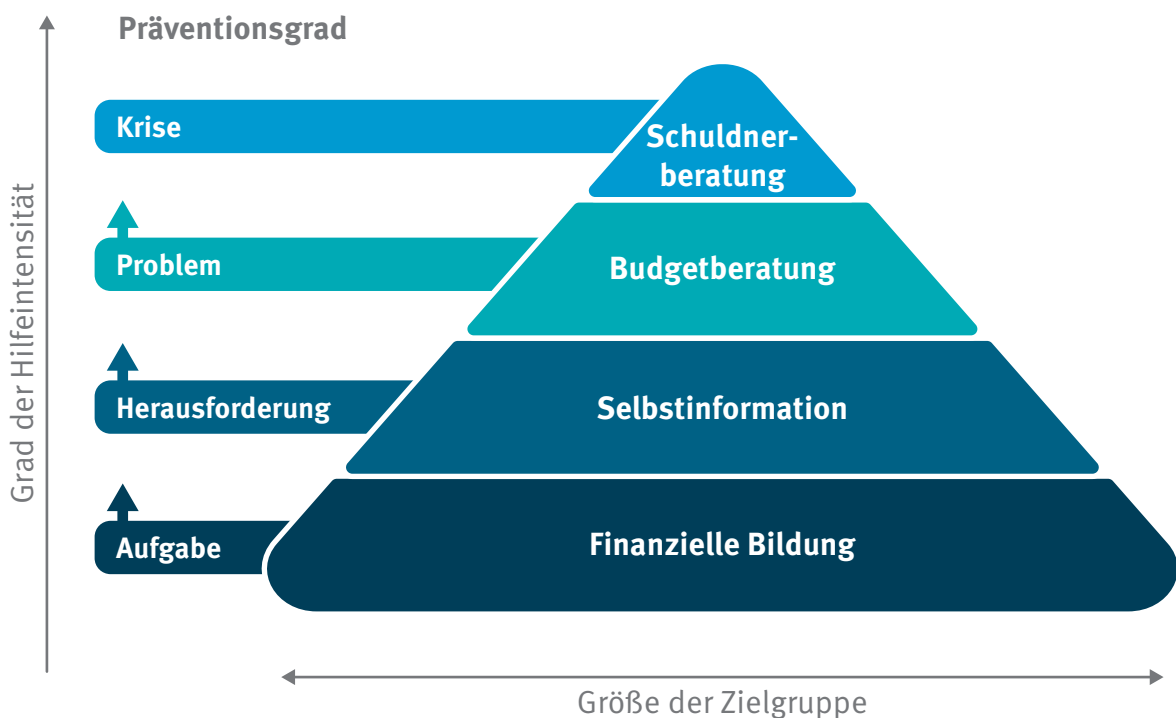 Präventionsgrad
Krise
Schuldner-
beratung
Problem
Budgetberatung
Herausforderung
Selbstinformation
Aufgabe
Finanzielle Bildung
Grad der Hilfeintensität
Größe der Zielgruppe